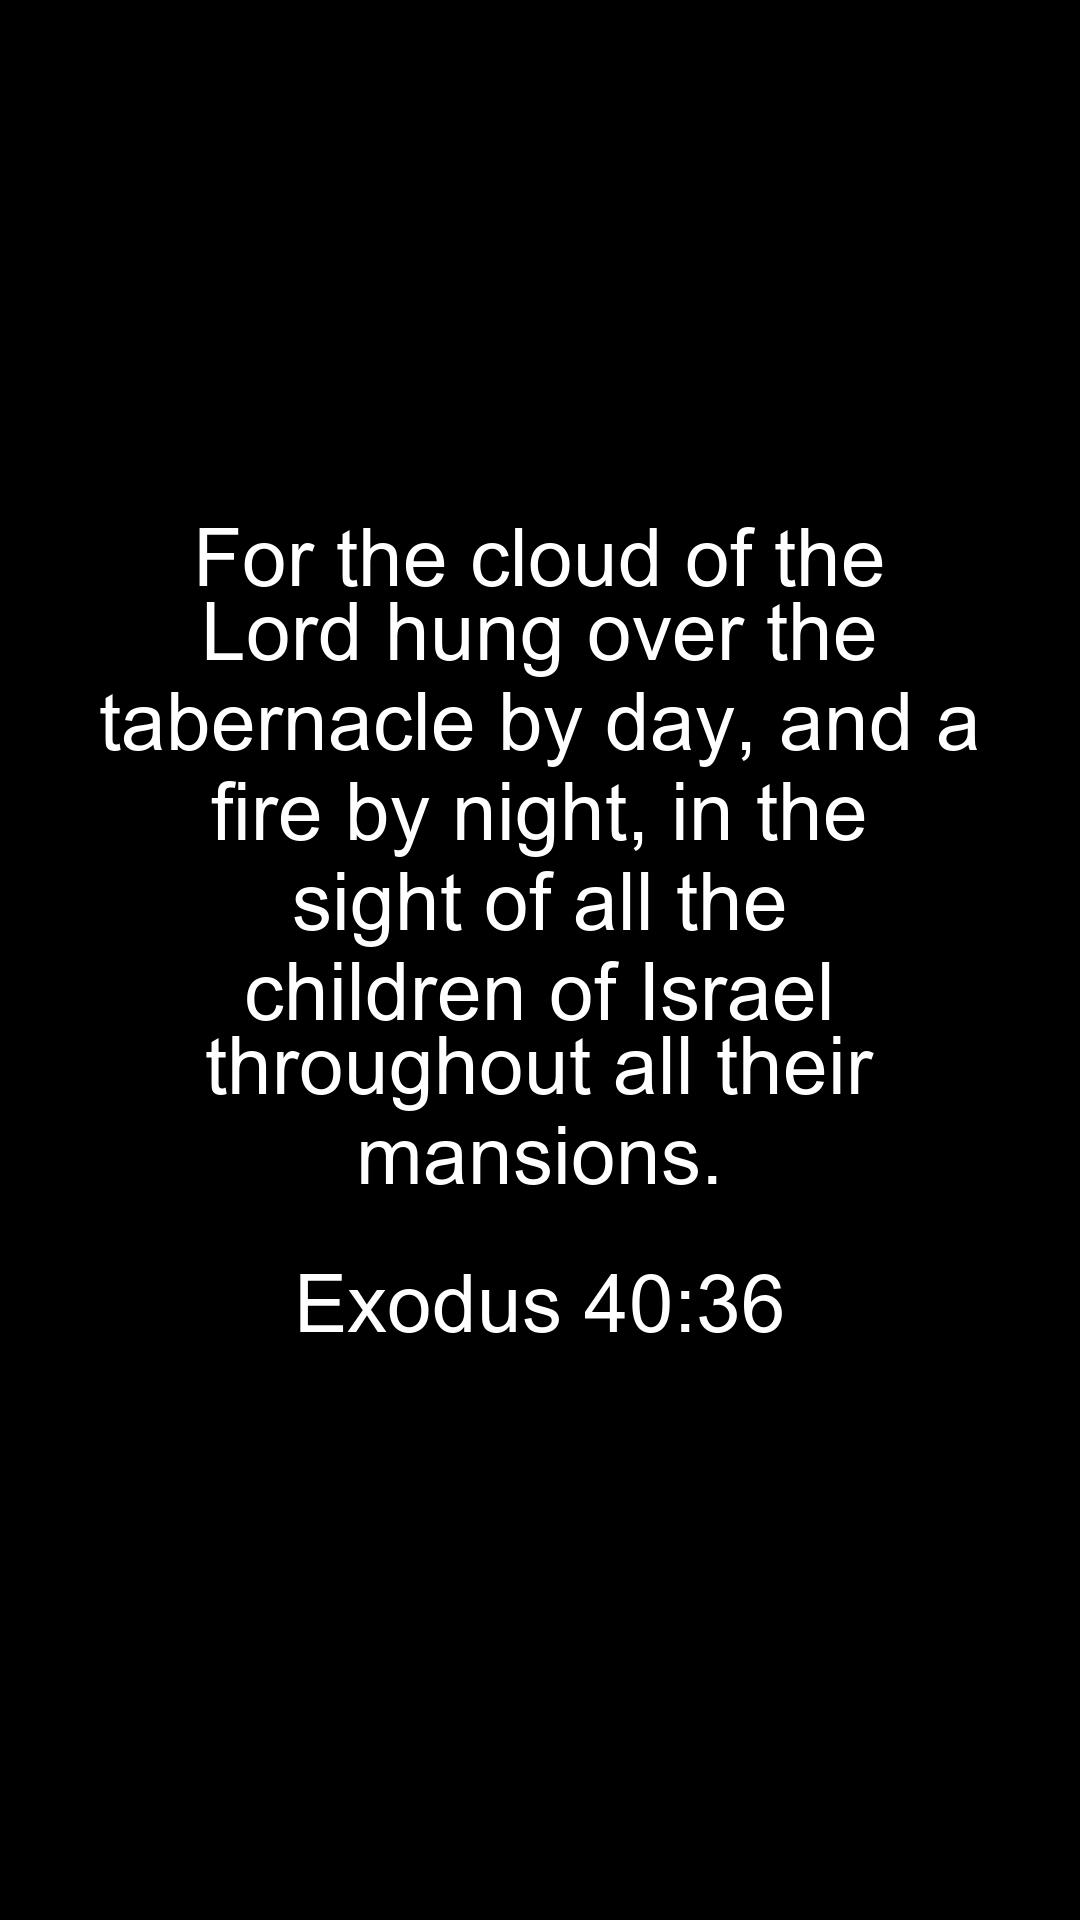 For the cloud of the
Lord hung over the
tabernacle by day, and a
fire by night, in the
sight of all the
children of Israel
throughout all their
mansions.
Exodus 40:36